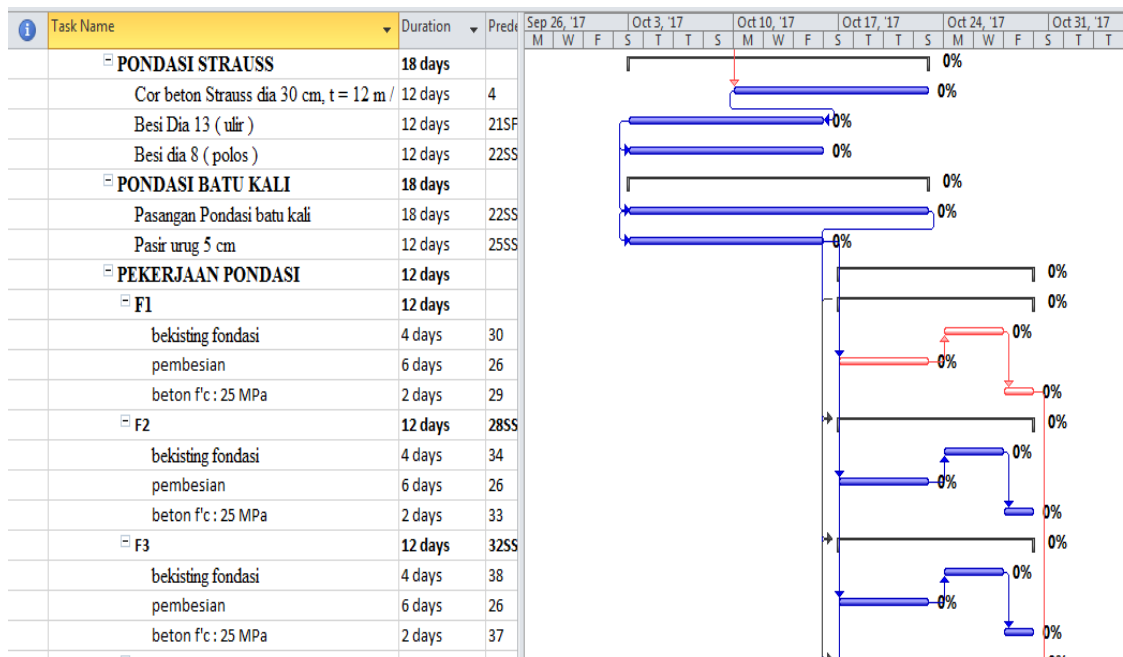 Task Name Duration Prede Sep 26, '17 Oct 3, '17 Oct 10, '17 Oct 17, '17 Oct 24, '17 Oct 31, '17
M W F S T T S M W F S T T S M W F S T T
PONDASI STRAUSS 18 days 0%
Cor beton Strauss dia 30 cm, t = 12 m / 12 days 4 0%
Besi Dia 13 ( ulir ) 12 days 21SF 0%
Besi dia 8 ( polos ) 12 days 22SS 0%
PONDASI BATU KALI 18 days 0%
Pasangan Pondasi batu kali 18 days 22SS 0%
Pasir urug 5 cm 12 days 25SS 0%
PEKERJAAN PONDASI 12 days 0%
F1 12 days 0%
bekisting fondasi 4 days 30 0%
pembesian 6 days 26 0%
beton f'c : 25 MPa 2 days 29 0%
F2 12 days 28SS 0%
bekisting fondasi 4 days 34 0%
pembesian 6 days 26 0%
beton f'c : 25 MPa 2 days 33 0%
F3 12 days 32SS 0%
bekisting fondasi 4 days 38 0%
pembesian 6 days 26 0%
beton f'c : 25 MPa 2 days 37 0%